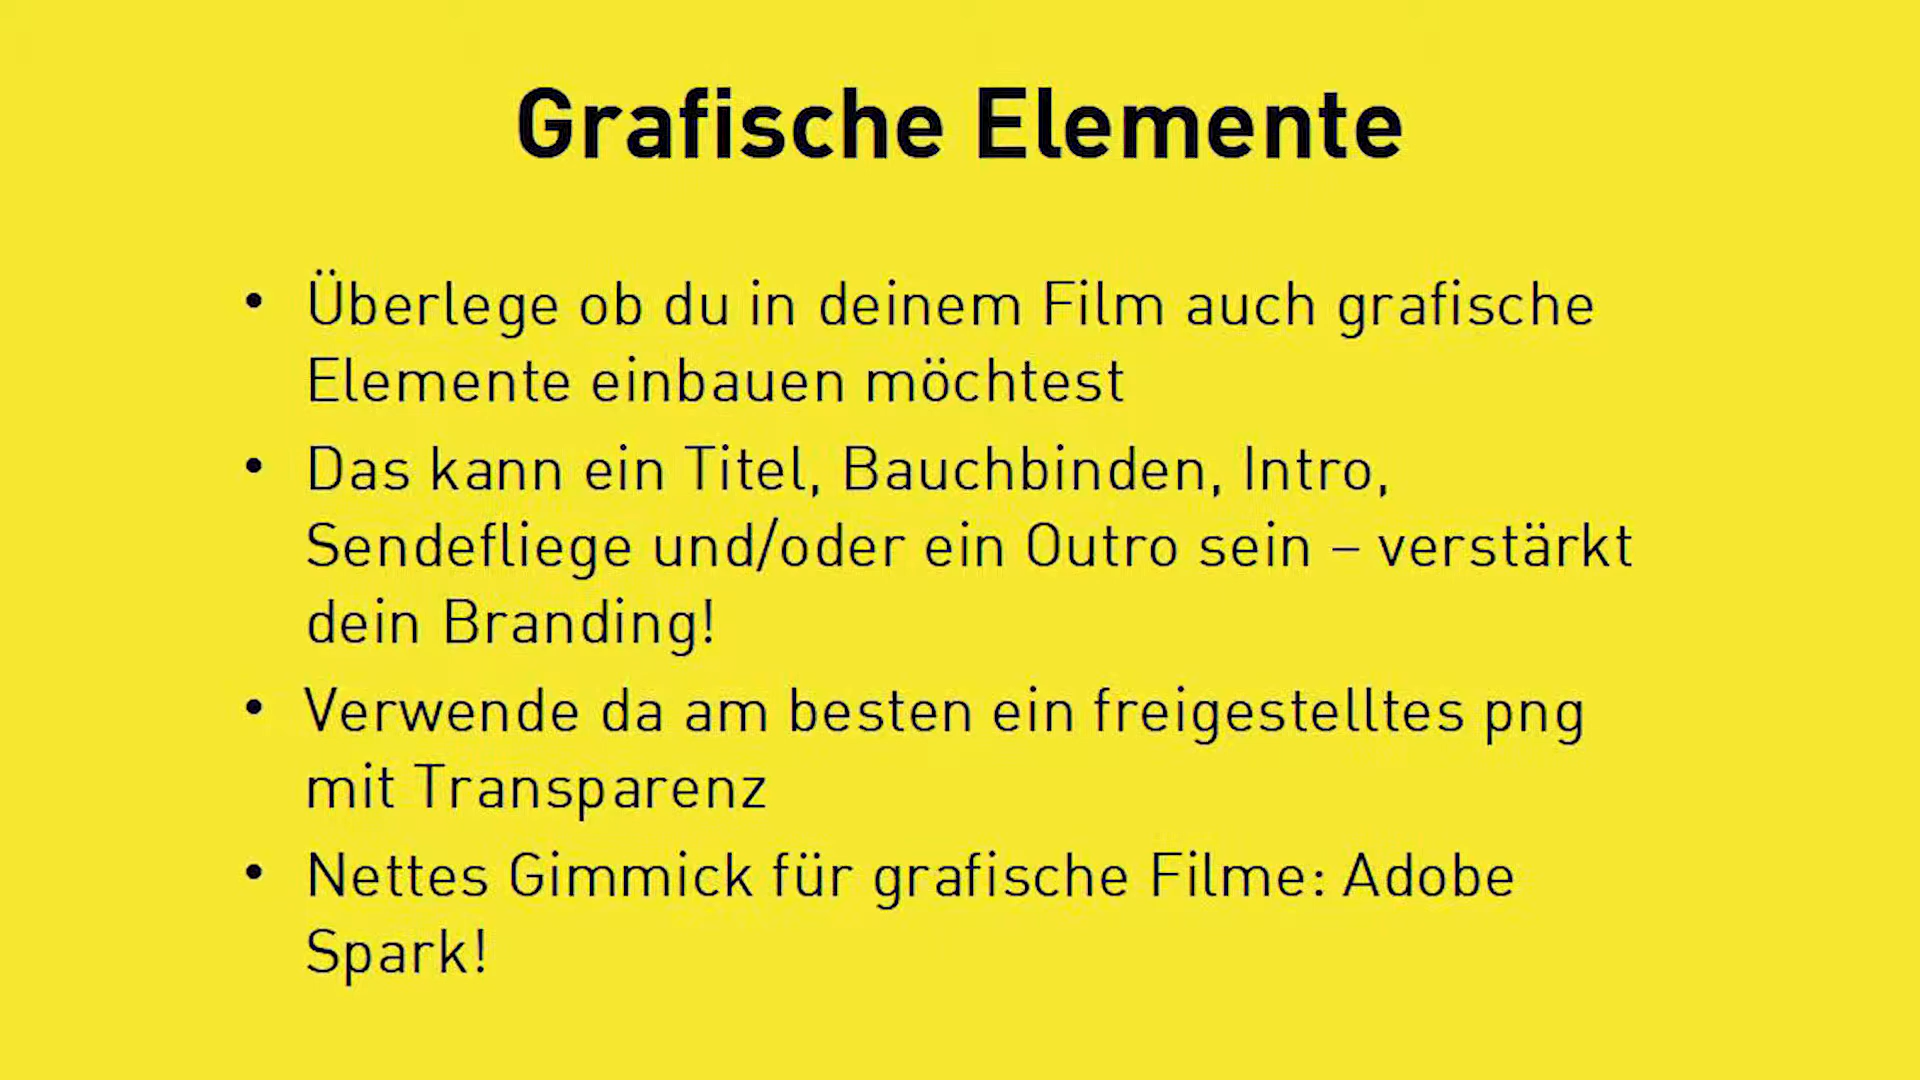 Grafische Elemente
• Überlege ob du in deinem Film auch grafische
Elemente einbauen möchtest
• Das kann ein Titel, Bauchbinden, Intro,
Sendefliege und/oder ein Outro sein – verstärkt
dein Branding!
• Verwende da am besten ein freigestelltes png
mit Transparenz
• Nettes Gimmick für grafische Filme: Adobe
Spark!